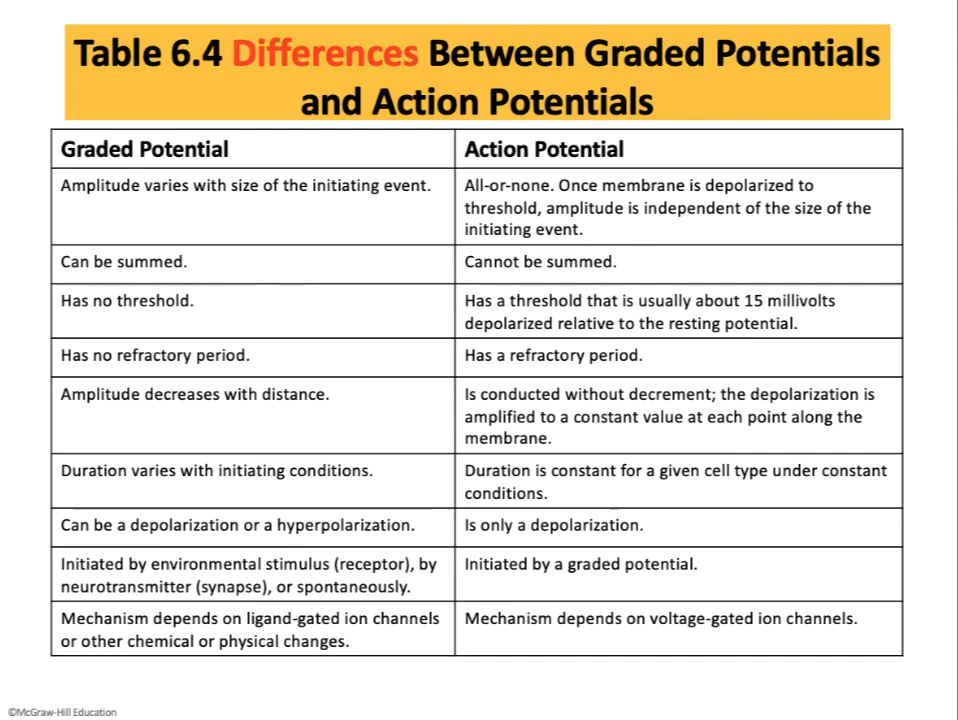 Table 6.4 Differences Between Graded Potentials
and Action Potentials
Graded Potential
Action Potential
Amplitude varies with size of the initiating event.
All-or-none. Once membrane is depolarized to
threshold, amplitude is independent of the size of the
initiating event.
Can be summed.
Cannot be summed.
Has no threshold.
Has a threshold that is usually about 15 millivolts
depolarized relative to the resting potential.
Has no refractory period.
Has a refractory period.
Amplitude decreases with distance.
Is conducted without decrement; the depolarization is
amplified to a constant value at each point along the
membrane.
Duration varies with initiating conditions.
Duration is constant for a given cell type under constant
conditions.
Can be a depolarization or a hyperpolarization.
Is only a depolarization.
Initiated by environmental stimulus (receptor), by
neurotransmitter (synapse), or spontaneously.
Initiated by a graded potential.
Mechanism depends on ligand-gated ion channels
or other chemical or physical changes.
Mechanism depends on voltage-gated ion channels.
©McGraw-Hill Education